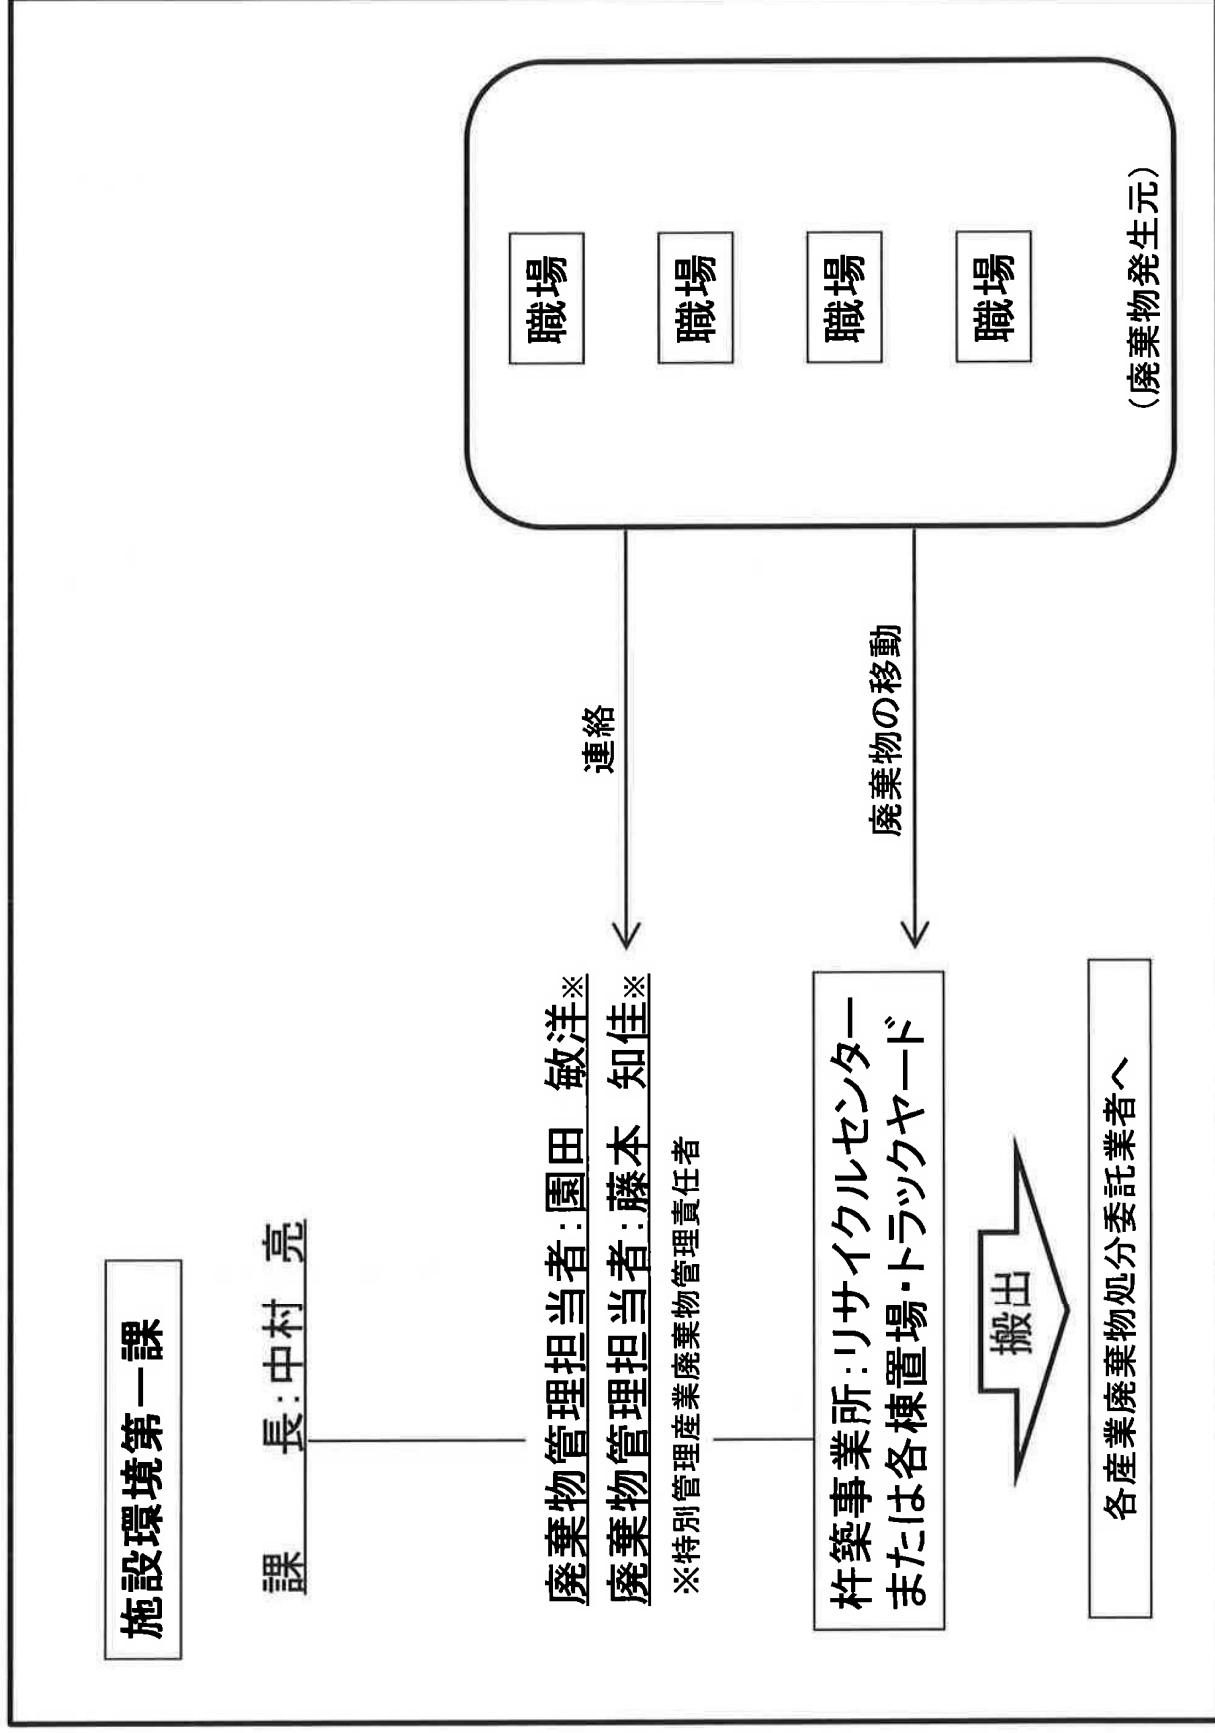 施設環境第一課
課　　長:中村　亮
廃棄物管理担当者:園田　敏洋※
廃棄物管理担当者:藤本　知佳※
※特別管理産業廃棄物管理責任者
杵築事業所:リサイクルセンター
または各棟置場・トラックヤード
搬出
各産業廃棄物処分委託業者へ
連絡
廃棄物の移動
職場
職場
職場
職場
(廃棄物発生元)